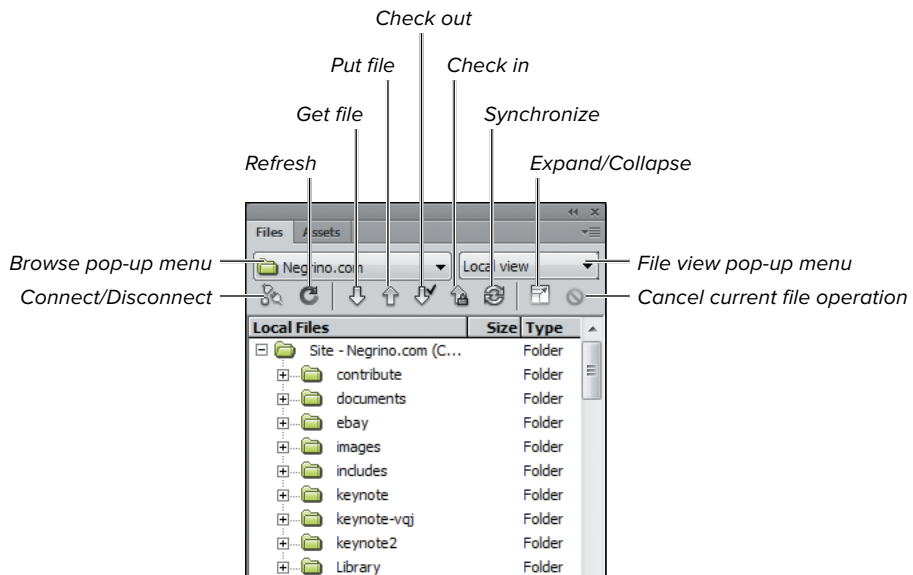 Check out
Put file
Check in
Get file
Synchronize
Refresh
Expand/Collapse
Files Assets
Browse pop-up menu
Negrino.com
Local view
File view pop-up menu
Connect/Disconnect
Cancel current file operation
Local Files Size Type
Site - Negrino.com (C... Folder
contribute Folder
documents Folder
ebay Folder
images Folder
includes Folder
keynote Folder
keynote-vqj Folder
keynote2 Folder
Library Folder